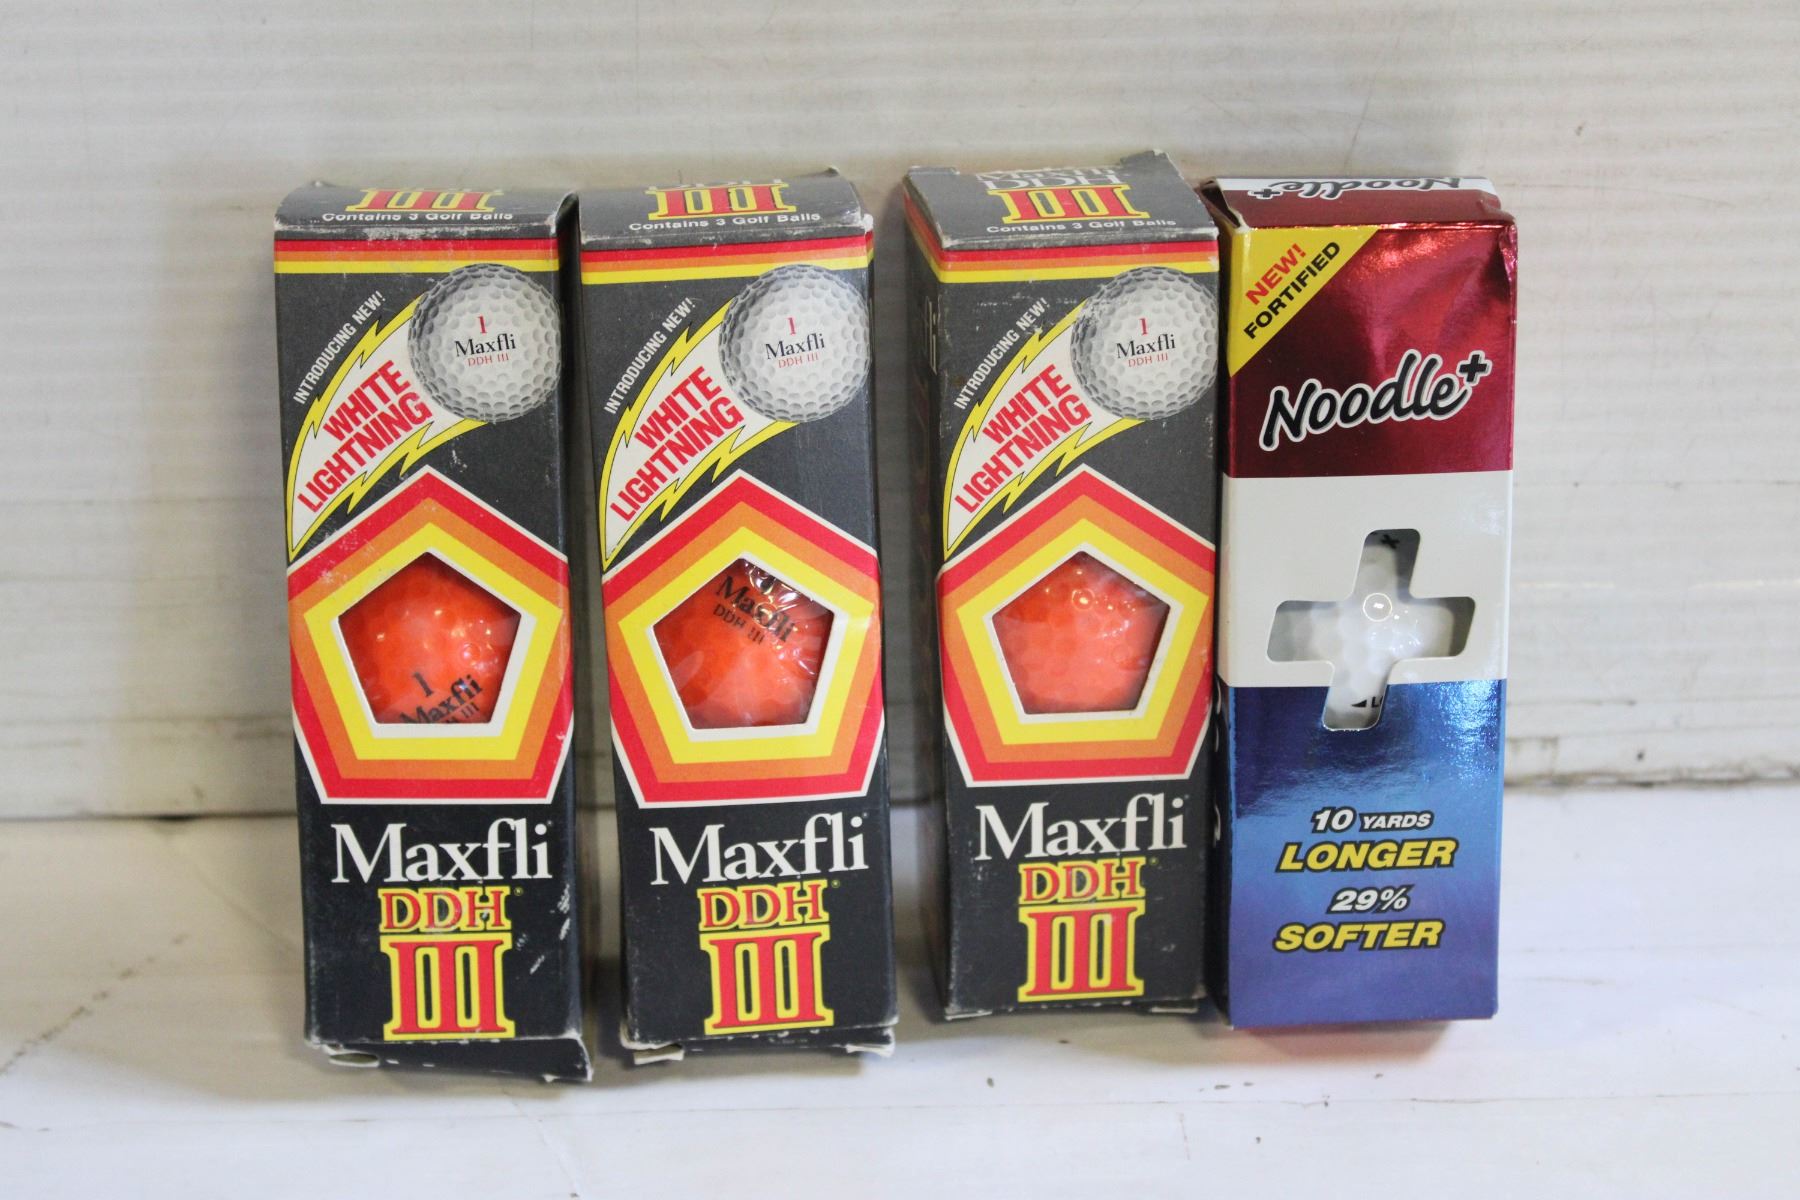 III
Contains 3 Golf Balls
INTRODUCING NEW!
WHITE
LIGHTNING
1
Maxfli
DDH III
1
Maxfli
DDH III
Maxfli
DDH
III
III
Contains 3 Golf Balls
INTRODUCING NEW!
WHITE
LIGHTNING
1
Maxfli
DDH III
Maxfli
DDH III
Maxfli
DDH
III
DDH
III
Contains 3 Golf Balls
INTRODUCING NEW!
WHITE
LIGHTNING
1
Maxfli
DDH III
Maxfli
DDH
III
Noodle+
NEW!
FORTIFIED
Noodle+
10 YARDS
LONGER
29%
SOFTER